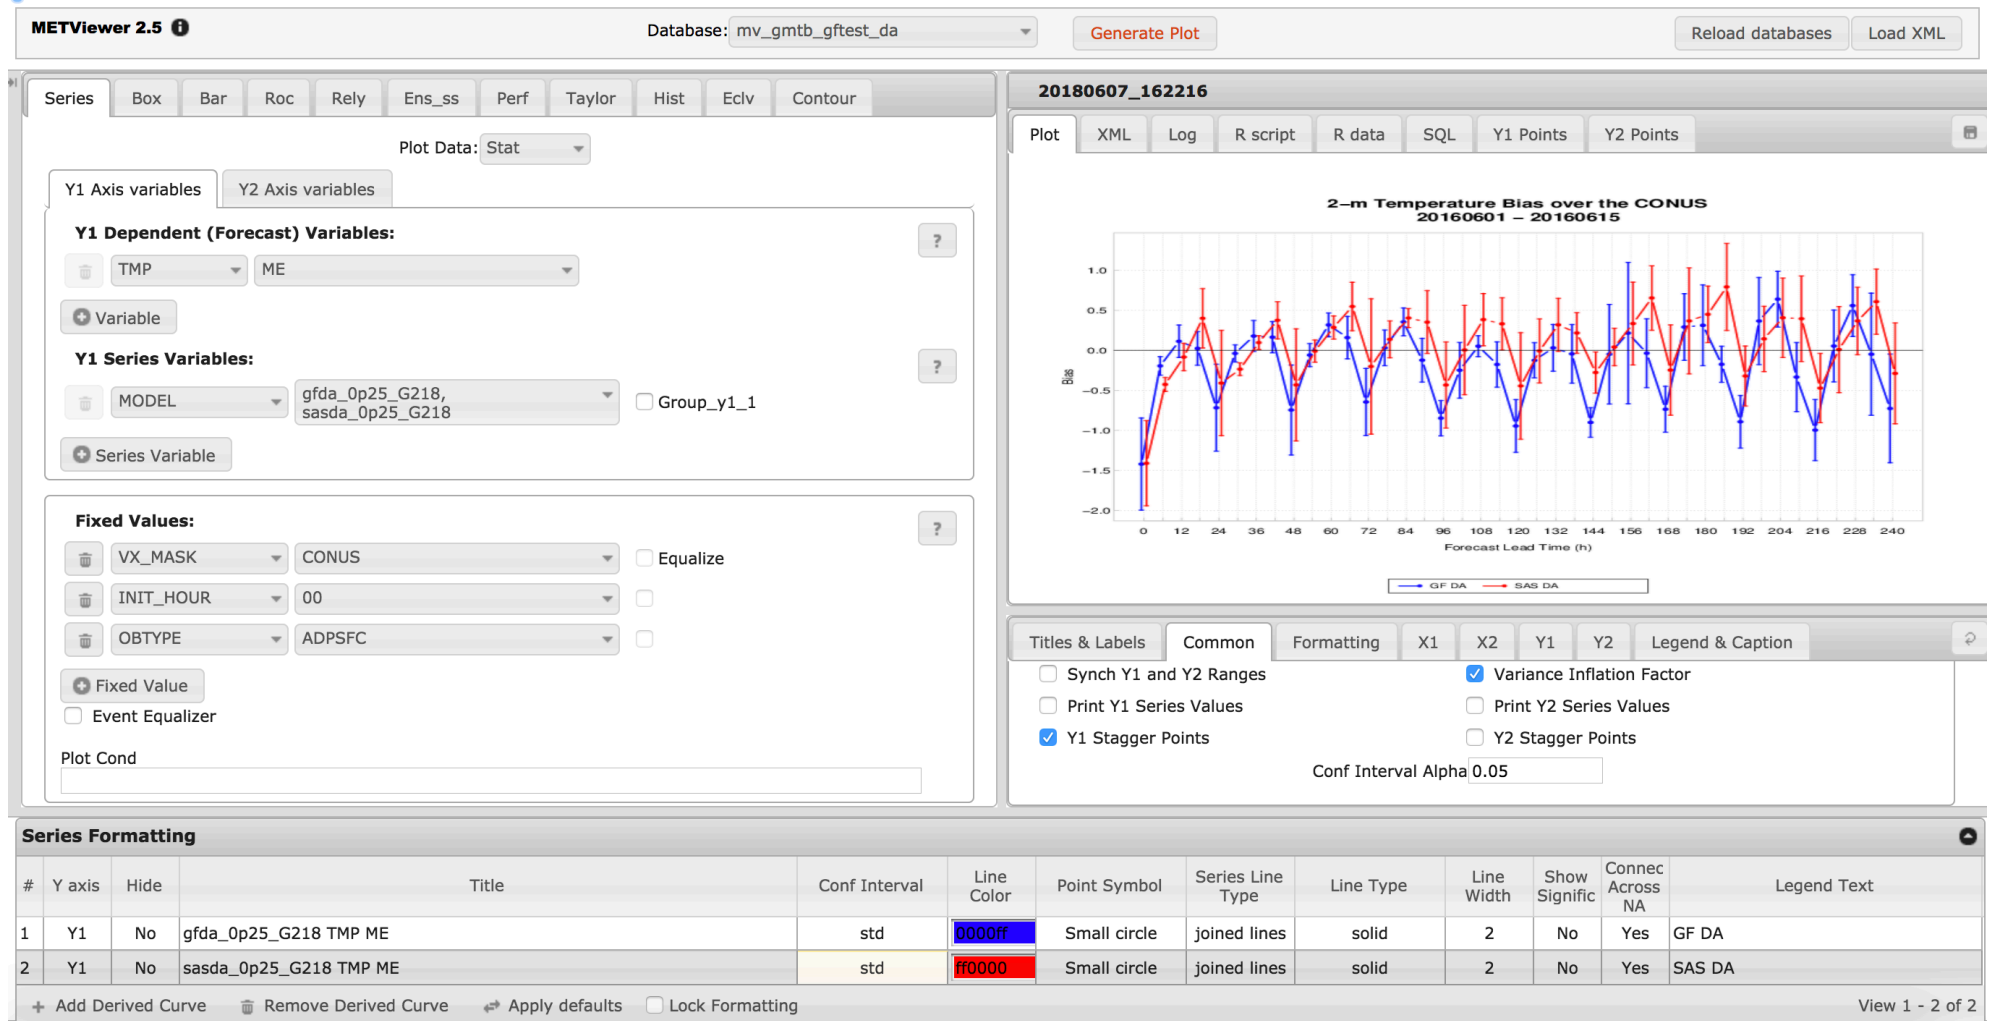 METViewer 2.5
Database: mv_gmtb_gftest_da
Generate Plot
Reload databases
Load XML
Series Box Bar Roc Rely Ens_ss Perf Taylor Hist Eclv Contour
Plot Data: Stat
Y1 Axis variables Y2 Axis variables
Y1 Dependent (Forecast) Variables:
?
TMP ME
Variable
Y1 Series Variables:
?
MODEL gfda_0p25_G218,
sasda_0p25_G218
Group_y1_1
Series Variable
Fixed Values:
?
VX_MASK CONUS Equalize
INIT_HOUR 00
OBTYPE ADPSFC
Fixed Value
Event Equalizer
Plot Cond
20180607_162216
Plot XML Log R script R data SQL Y1 Points Y2 Points
2–m Temperature Bias over the CONUS
20160601 – 20160615
Bias
1.0
0.5
0.0
−0.5
−1.0
−1.5
−2.0
0 12 24 36 48 60 72 84 96 108 120 132 144 156 168 180 192 204 216 228 240
Forecast Lead Time (h)
GF DA SAS DA
Titles & Labels Common Formatting X1 X2 Y1 Y2 Legend & Caption
Synch Y1 and Y2 Ranges Variance Inflation Factor
Print Y1 Series Values Print Y2 Series Values
Y1 Stagger Points Y2 Stagger Points
Conf Interval Alpha 0.05
Series Formatting
# Y axis Hide Title Conf Interval Line Color Point Symbol Series Line Type Line Type Line Width Show Signific Connec Across NA Legend Text
1 Y1 No gfda_0p25_G218 TMP ME std 0000ff Small circle joined lines solid 2 No Yes GF DA
2 Y1 No sasda_0p25_G218 TMP ME std ff0000 Small circle joined lines solid 2 No Yes SAS DA
Add Derived Curve Remove Derived Curve Apply defaults Lock Formatting View 1 - 2 of 2